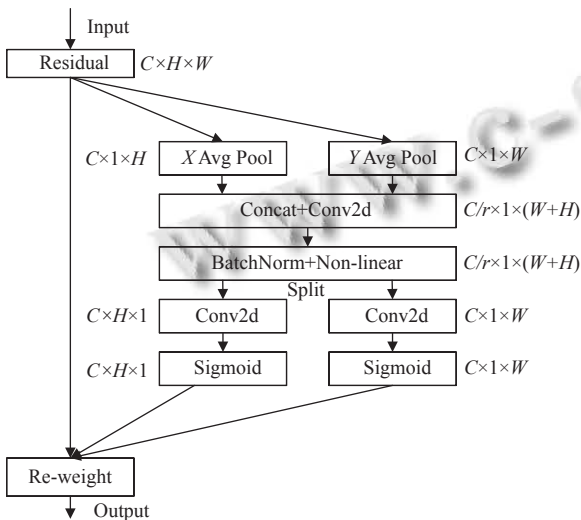 Input
Residual C×H×W
C×1×H X Avg Pool Y Avg Pool C×1×W
Concat+Conv2d C/r×1×(W+H)
BatchNorm+Non-linear C/r×1×(W+H)
Split
C×H×1 Conv2d Conv2d C×1×W
C×H×1 Sigmoid Sigmoid C×1×W
Re-weight
Output
www.c-